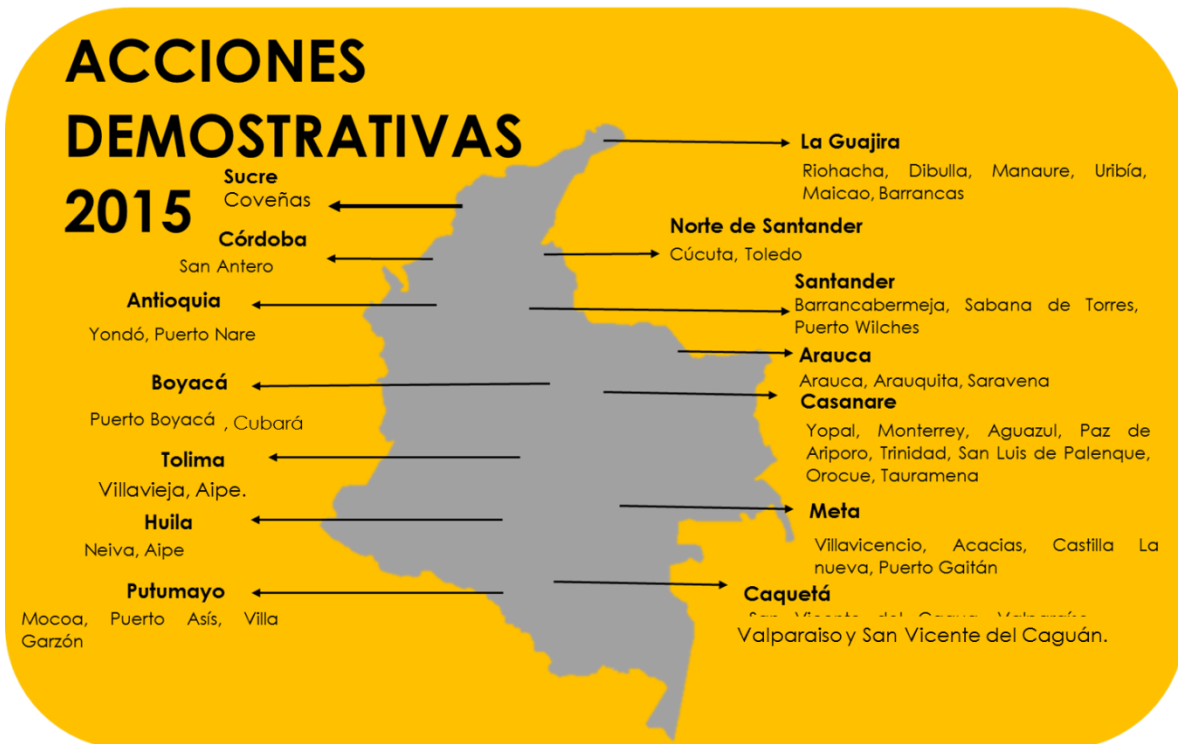 ACCIONES
DEMOSTRATIVAS
2015
Sucre
Coveñas
Córdoba
San Antero
Antioquia
Yondó, Puerto Nare
Boyacá
Puerto Boyacá , Cubará
Tolima
Villavieja, Aipe.
Huila
Neiva, Aipe
Putumayo
Mocoa, Puerto Asís, Villa
Garzón
La Guajira
Riohacha, Dibulla, Manaure, Uribía,
Maicao, Barrancas
Norte de Santander
Cúcuta, Toledo
Santander
Barrancabermeja, Sabana de Torres,
Puerto Wilches
Arauca
Arauca, Arauquita, Saravena
Casanare
Yopal, Monterrey, Aguazul, Paz de
Ariporo, Trinidad, San Luis de Palenque,
Orocue, Tauramena
Meta
Villavicencio, Acacias, Castilla La
nueva, Puerto Gaitán
Caquetá
Valparaiso y San Vicente del Caguán.